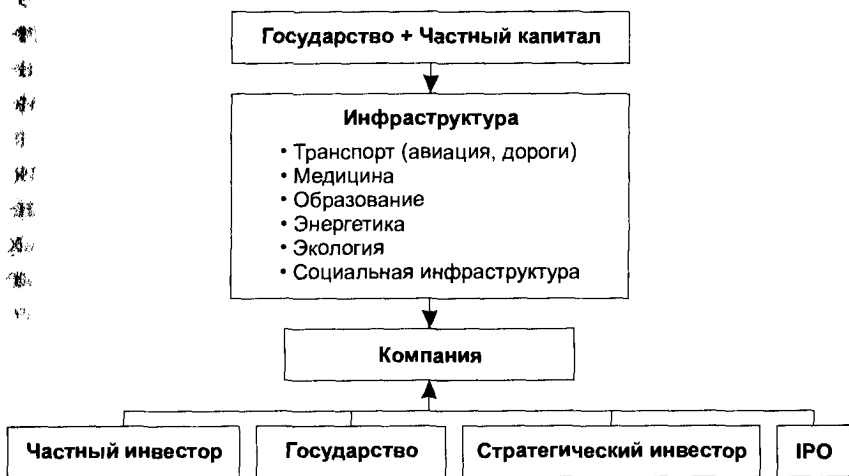 Государство + Частный капитал
Инфраструктура
• Транспорт (авиация, дороги)
• Медицина
• Образование
• Энергетика
• Экология
• Социальная инфраструктура
Компания
Частный инвестор
Государство
Стратегический инвестор
IPO